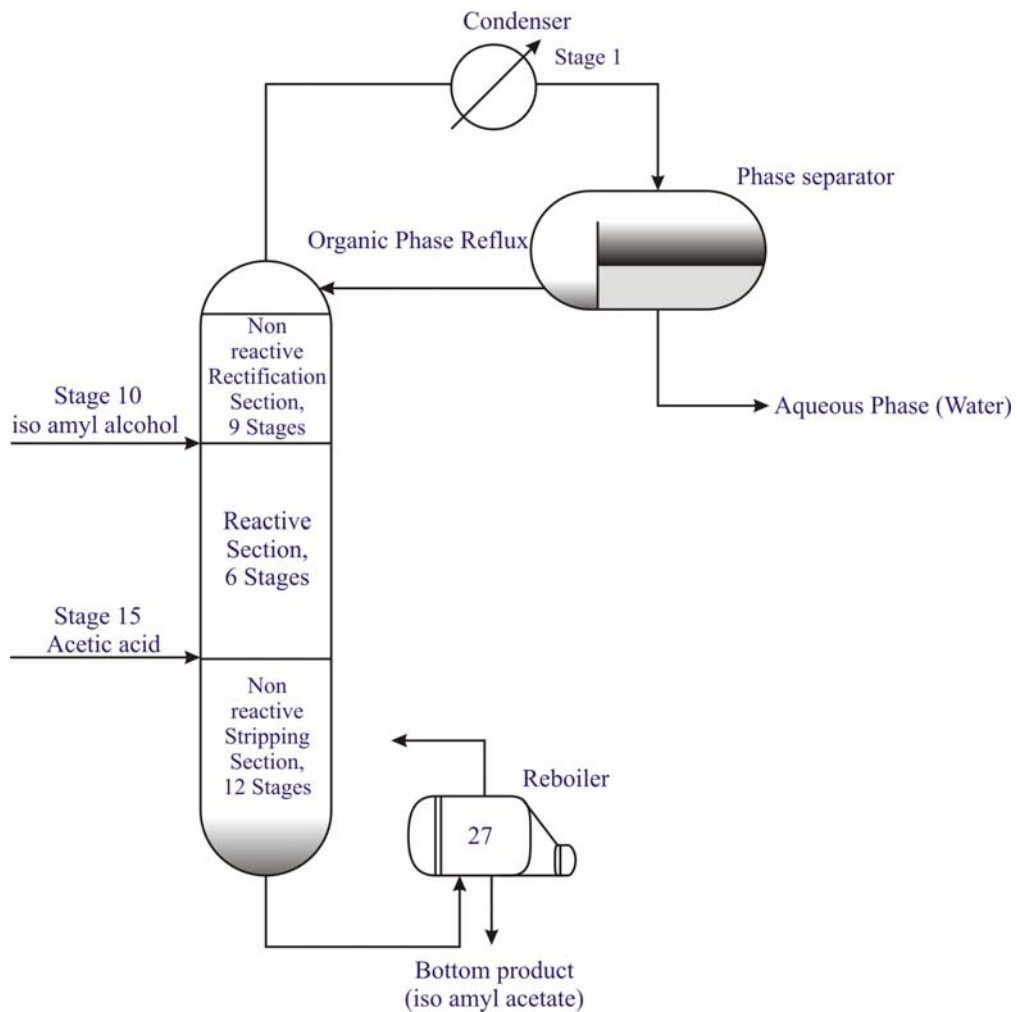 Condenser
Stage 1
Phase separator
Organic Phase Reflux
Non
reactive
Rectification
Section,
9 Stages
Stage 10
iso amyl alcohol
Aqueous Phase (Water)
Reactive
Section,
6 Stages
Stage 15
Acetic acid
Non
reactive
Stripping
Section,
12 Stages
Reboiler
27
Bottom product
(iso amyl acetate)